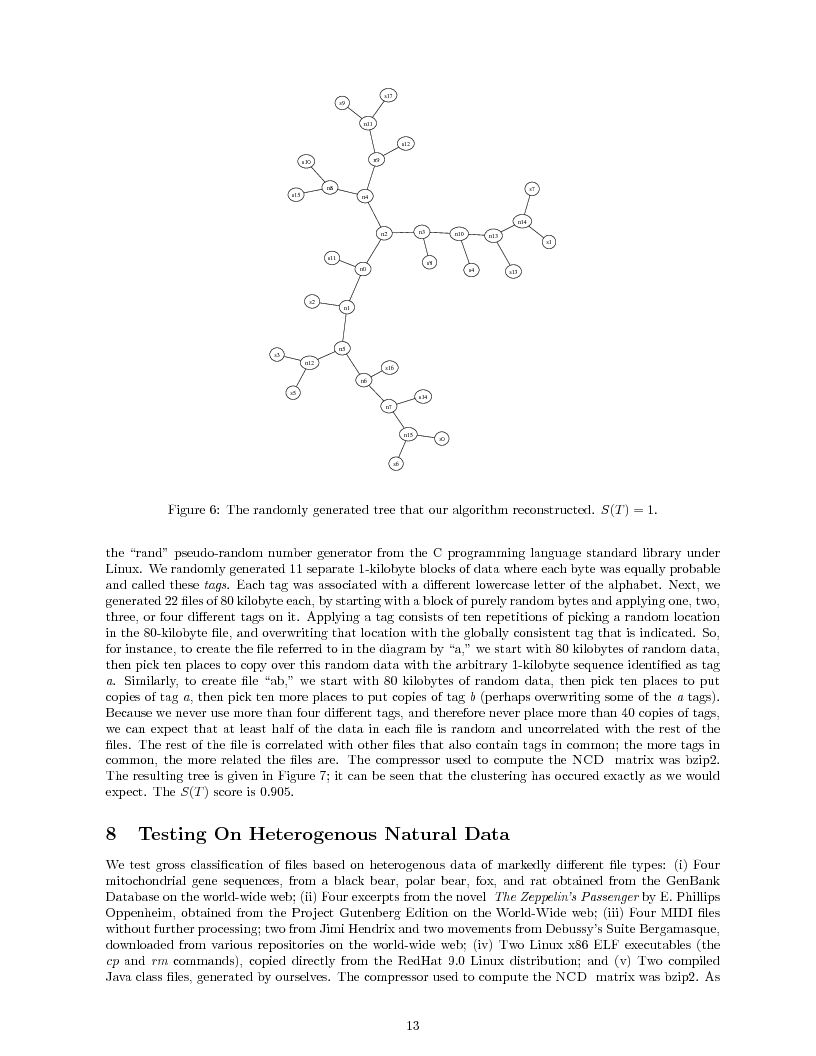 s9
s17
n11
s12
n9
s10
n8
s15
n4
s7
n14
n2
n3
n10
n13
s1
s11
s8
s4
s13
n0
s2
n1
n5
s3
n12
s16
n6
s5
s14
n7
n15
s0
s6
Figure 6: The randomly generated tree that our algorithm reconstructed. S(T) = 1.
the “rand” pseudo-random number generator from the C programming language standard library under
Linux. We randomly generated 11 separate 1-kilobyte blocks of data where each byte was equally probable
and called these tags. Each tag was associated with a different lowercase letter of the alphabet. Next, we
generated 22 files of 80 kilobyte each, by starting with a block of purely random bytes and applying one, two,
three, or four different tags on it. Applying a tag consists of ten repetitions of picking a random location
in the 80-kilobyte file, and overwriting that location with the globally consistent tag that is indicated. So,
for instance, to create the file referred to in the diagram by “a,” we start with 80 kilobytes of random data,
then pick ten places to copy over this random data with the arbitrary 1-kilobyte sequence identified as tag
a. Similarly, to create file “ab,” we start with 80 kilobytes of random data, then pick ten places to put
copies of tag a, then pick ten more places to put copies of tag b (perhaps overwriting some of the a tags).
Because we never use more than four different tags, and therefore never place more than 40 copies of tags,
we can expect that at least half of the data in each file is random and uncorrelated with the rest of the
files. The rest of the file is correlated with other files that also contain tags in common; the more tags in
common, the more related the files are. The compressor used to compute the NCD matrix was bzip2.
The resulting tree is given in Figure 7; it can be seen that the clustering has occured exactly as we would
expect. The S(T) score is 0.905.
8 Testing On Heterogenous Natural Data
We test gross classification of files based on heterogenous data of markedly different file types: (i) Four
mitochondrial gene sequences, from a black bear, polar bear, fox, and rat obtained from the GenBank
Database on the world-wide web; (ii) Four excerpts from the novel The Zeppelin’s Passenger by E. Phillips
Oppenheim, obtained from the Project Gutenberg Edition on the World-Wide web; (iii) Four MIDI files
without further processing; two from Jimi Hendrix and two movements from Debussy’s Suite Bergamasque,
downloaded from various repositories on the world-wide web; (iv) Two Linux x86 ELF executables (the
cp and rm commands), copied directly from the RedHat 9.0 Linux distribution; and (v) Two compiled
Java class files, generated by ourselves. The compressor used to compute the NCD matrix was bzip2. As
13